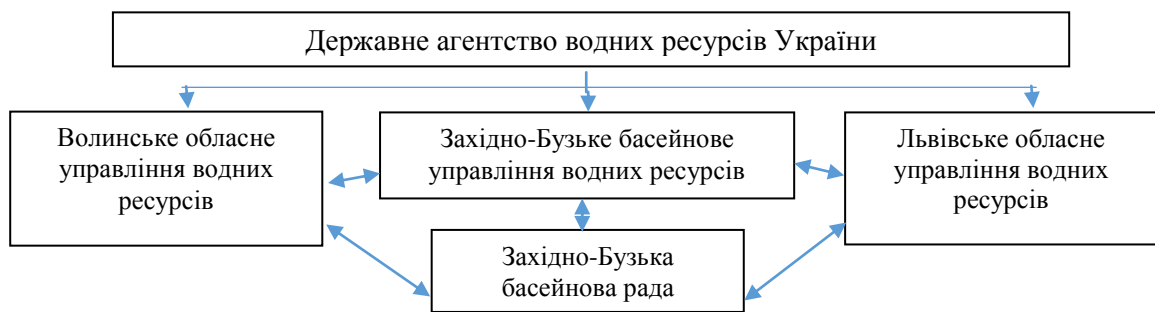 Державне агентство водних ресурсів України
Волинське обласне
управління водних
ресурсів
Західно-Бузьке басейнове
управління водних ресурсів
Львівське обласне
управління водних
ресурсів
Західно-Бузька
басейнова рада